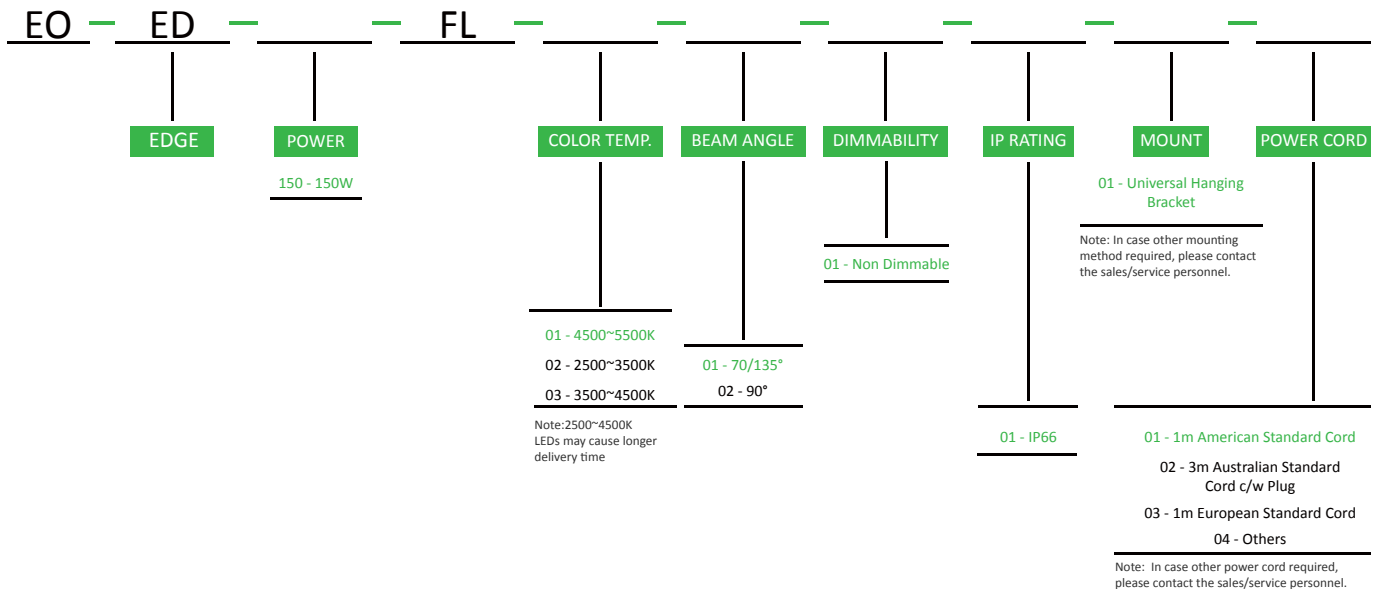 EO — ED — — FL — — — — — —
EDGE
POWER
COLOR TEMP.
BEAM ANGLE
DIMMABILITY
IP RATING
MOUNT
POWER CORD
150 - 150W
01 - 4500~5500K
02 - 2500~3500K
03 - 3500~4500K
Note:2500~4500K
LEDs may cause longer
delivery time
01 - 70/135°
02 - 90°
01 - Non Dimmable
01 - IP66
01 - Universal Hanging
Bracket
Note: In case other mounting
method required, please contact
the sales/service personnel.
01 - 1m American Standard Cord
02 - 3m Australian Standard
Cord c/w Plug
03 - 1m European Standard Cord
04 - Others
Note: In case other power cord required,
please contact the sales/service personnel.